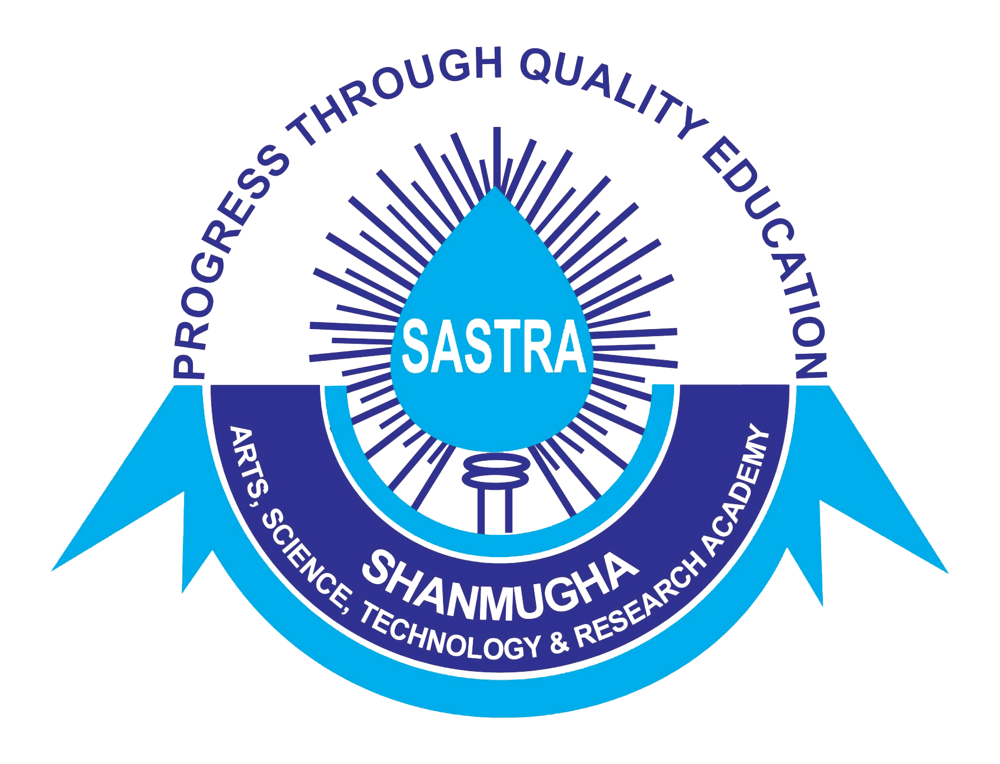 PROGRESS THROUGH QUALITY EDUCATION
SASTRA
SHANMUGHA
ARTS, SCIENCE, TECHNOLOGY & RESEARCH ACADEMY